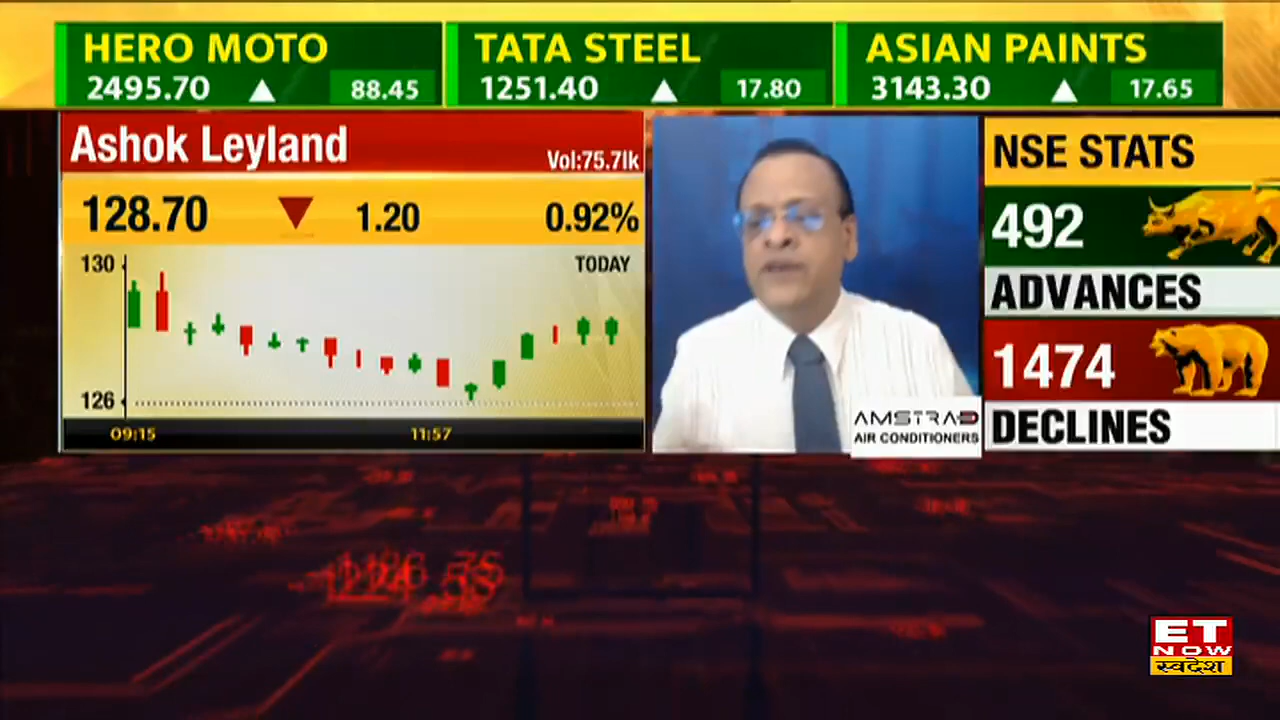 HERO MOTO
2495.70 ▲ 88.45
TATA STEEL
1251.40 ▲ 17.80
ASIAN PAINTS
3143.30 ▲ 17.65
Ashok Leyland
Vol:75.7lk
128.70 ▼ 1.20 0.92%
130
TODAY
126
09:15 11:57
AMSTRAD
AIR CONDITIONERS
NSE STATS
492
ADVANCES
1474
DECLINES
ET
NOW
स्वदेश